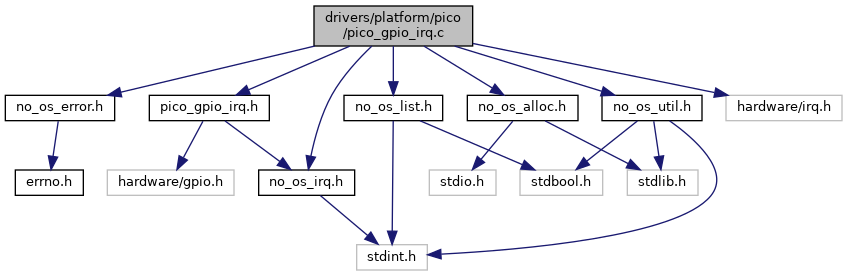 drivers/platform/pico
/pico_gpio_irq.c
no_os_error.h
pico_gpio_irq.h
no_os_list.h
no_os_alloc.h
no_os_util.h
hardware/irq.h
errno.h
hardware/gpio.h
no_os_irq.h
stdio.h
stdbool.h
stdlib.h
stdint.h